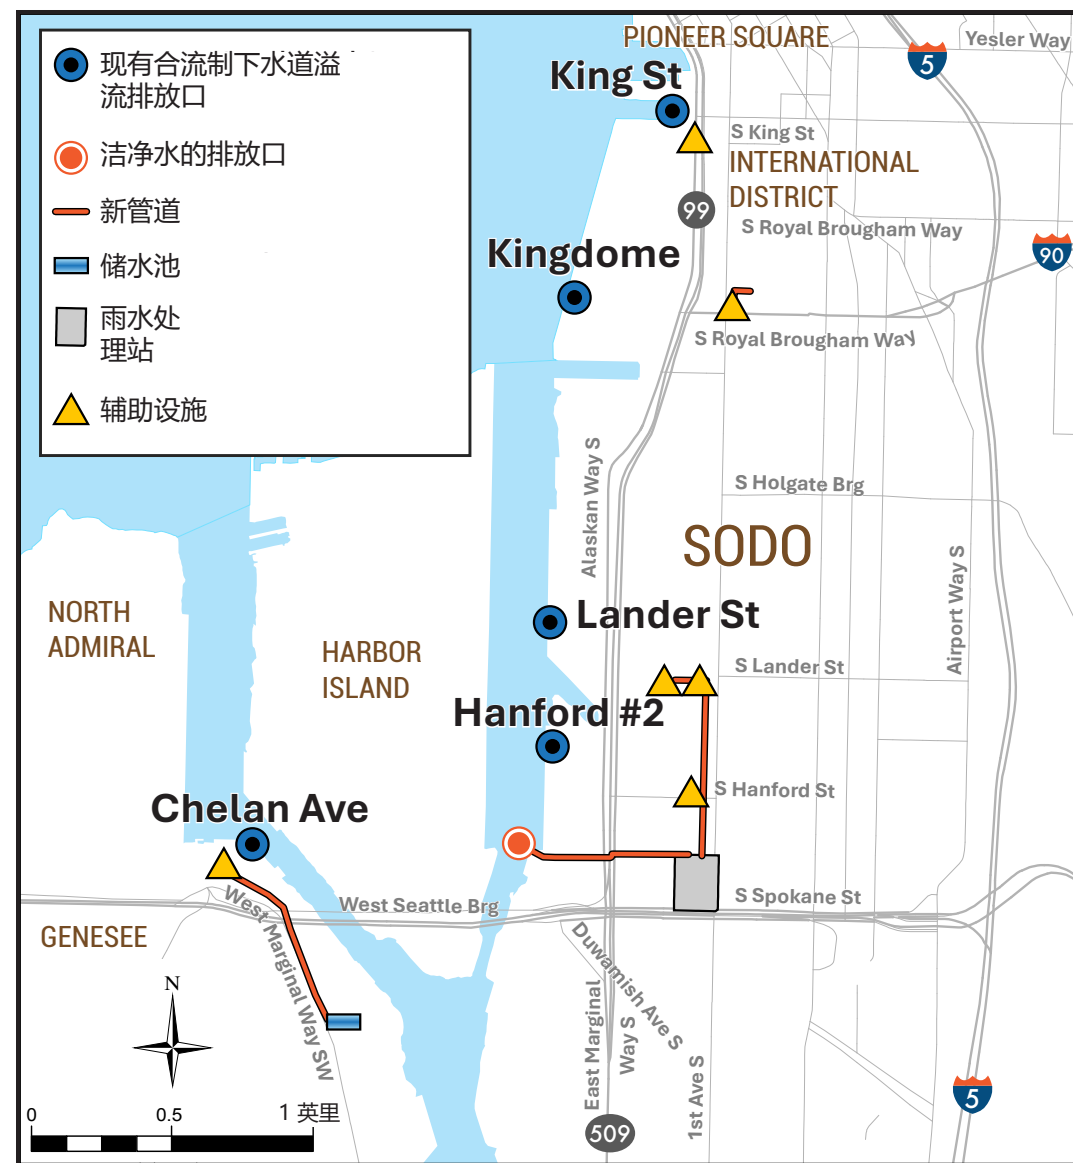 现有合流制下水道溢
流排放口
洁净水的排放口
新管道
储水池
雨水处
理站
辅助设施
PIONEER SQUARE
Yesler Way
5
King St
S King St
INTERNATIONAL
DISTRICT
99
S Royal Brougham Way
90
Kingdome
S Royal Brougham Way
Alaskan Way S
S Holgate Brg
SODO
Airport Way S
NORTH
ADMIRAL
HARBOR
ISLAND
Lander St
S Lander St
Hanford #2
S Hanford St
Chelan Ave
West Seattle Brg
S Spokane St
GENESEE
West Marginal Way SW
Duwamish Ave S
East Marginal
Way S
1st Ave S
N
5
509
0
0.5
1 英里